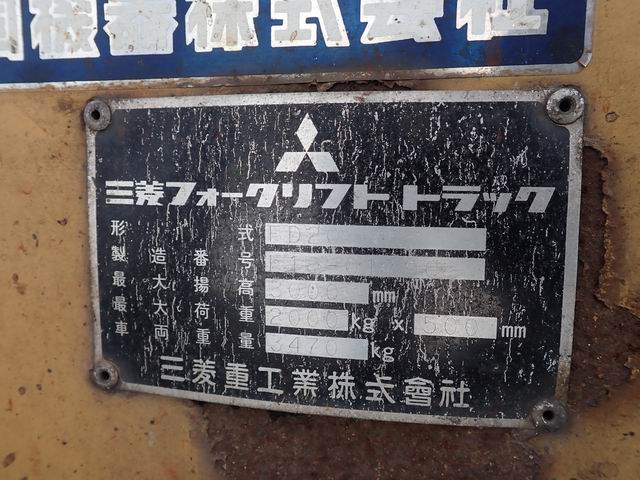 機器株式会社
三菱フォークリフトトラック
形式
製造番号
最大揚高 mm
最大荷重 2000 kg x 500 mm
車両重量 3470 kg
三菱重工業株式會社